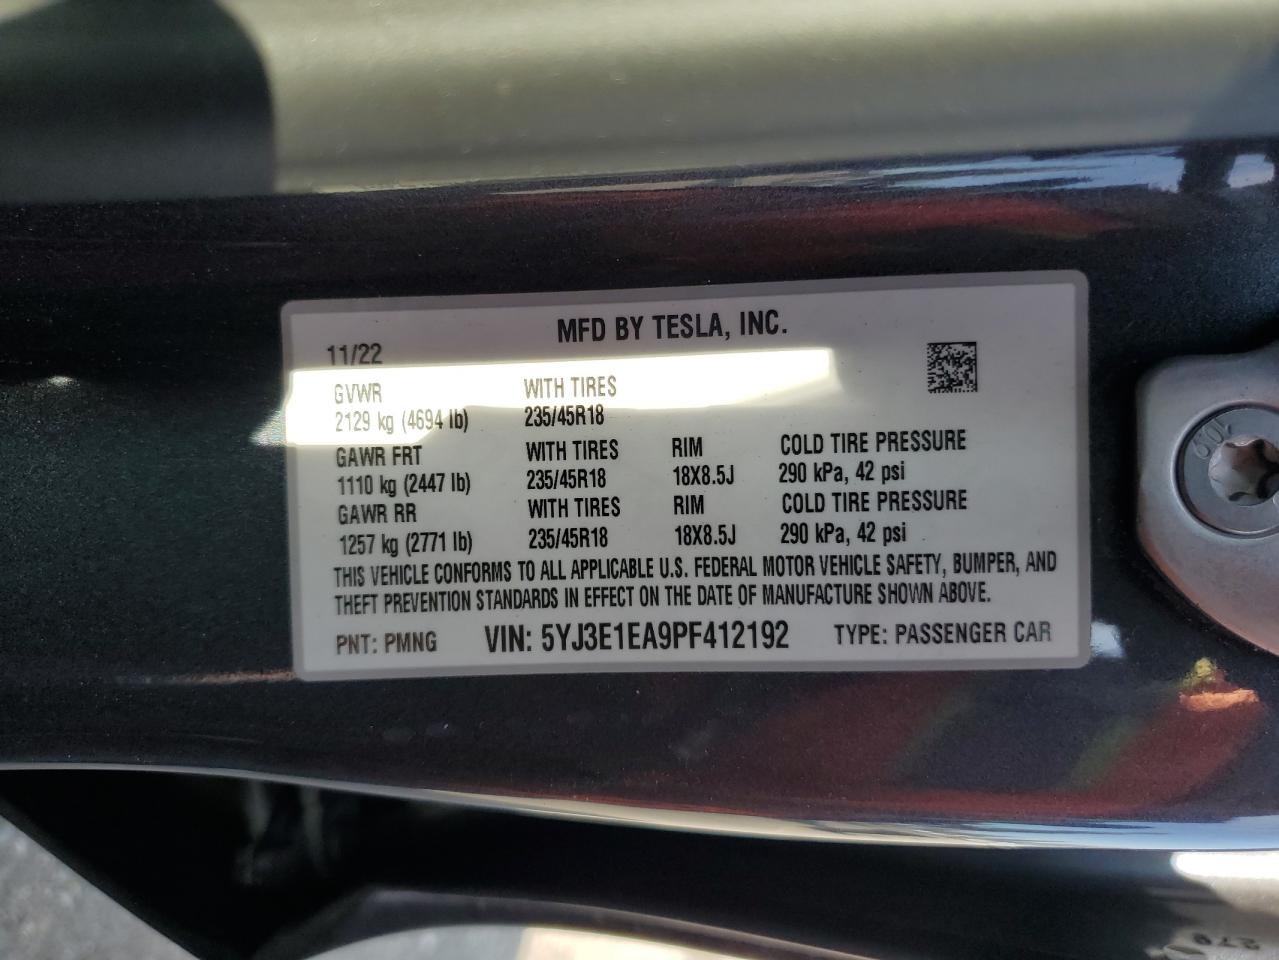 MFD BY TESLA, INC.
11/22
GVWR WITH TIRES
2129 kg (4694 lb) 235/45R18
GAWR FRT WITH TIRES RIM COLD TIRE PRESSURE
1110 kg (2447 lb) 235/45R18 18X8.5J 290 kPa, 42 psi
GAWR RR WITH TIRES RIM COLD TIRE PRESSURE
1257 kg (2771 lb) 235/45R18 18X8.5J 290 kPa, 42 psi
THIS VEHICLE CONFORMS TO ALL APPLICABLE U.S. FEDERAL MOTOR VEHICLE SAFETY, BUMPER, AND
THEFT PREVENTION STANDARDS IN EFFECT ON THE DATE OF MANUFACTURE SHOWN ABOVE.
PNT: PMNG VIN: 5YJ3E1EA9PF412192 TYPE: PASSENGER CAR